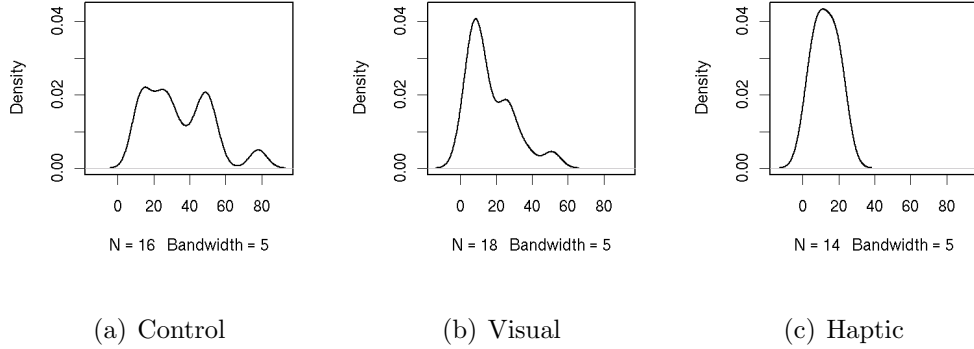 Density
0.04
0.02
0.00
0 20 40 60 80
N = 16 Bandwidth = 5
(a) Control
Density
0.04
0.02
0.00
0 20 40 60 80
N = 18 Bandwidth = 5
(b) Visual
Density
0.04
0.02
0.00
0 20 40 60 80
N = 14 Bandwidth = 5
(c) Haptic